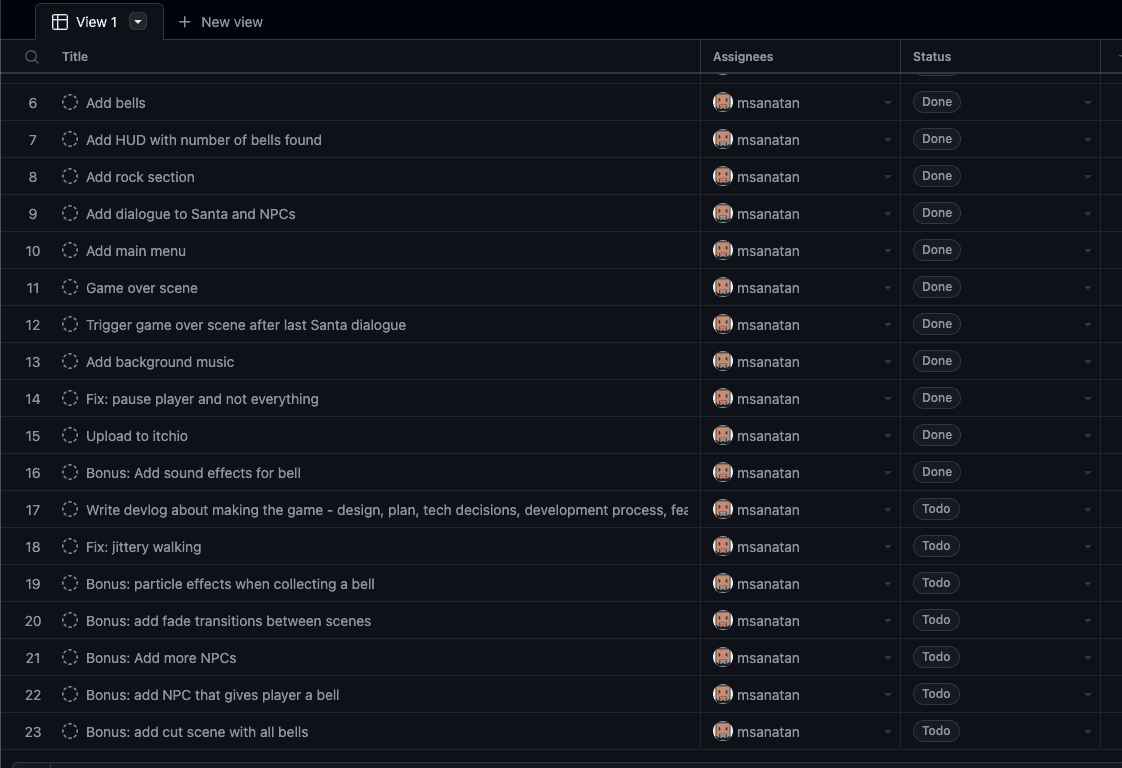 View 1 New view
Title Assignees Status
6 Add bells msanatan Done
7 Add HUD with number of bells found msanatan Done
8 Add rock section msanatan Done
9 Add dialogue to Santa and NPCs msanatan Done
10 Add main menu msanatan Done
11 Game over scene msanatan Done
12 Trigger game over scene after last Santa dialogue msanatan Done
13 Add background music msanatan Done
14 Fix: pause player and not everything msanatan Done
15 Upload to itchio msanatan Done
16 Bonus: Add sound effects for bell msanatan Done
17 Write devlog about making the game - design, plan, tech decisions, development process, fea msanatan Todo
18 Fix: jittery walking msanatan Todo
19 Bonus: particle effects when collecting a bell msanatan Todo
20 Bonus: add fade transitions between scenes msanatan Todo
21 Bonus: Add more NPCs msanatan Todo
22 Bonus: add NPC that gives player a bell msanatan Todo
23 Bonus: add cut scene with all bells msanatan Todo